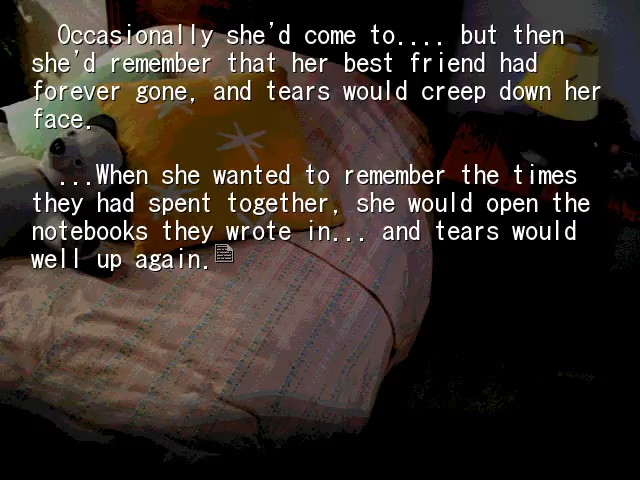 Occasionally she'd come to.... but then
she'd remember that her best friend had
forever gone, and tears would creep down her
face.
...When she wanted to remember the times
they had spent together, she would open the
notebooks they wrote in... and tears would
well up again.